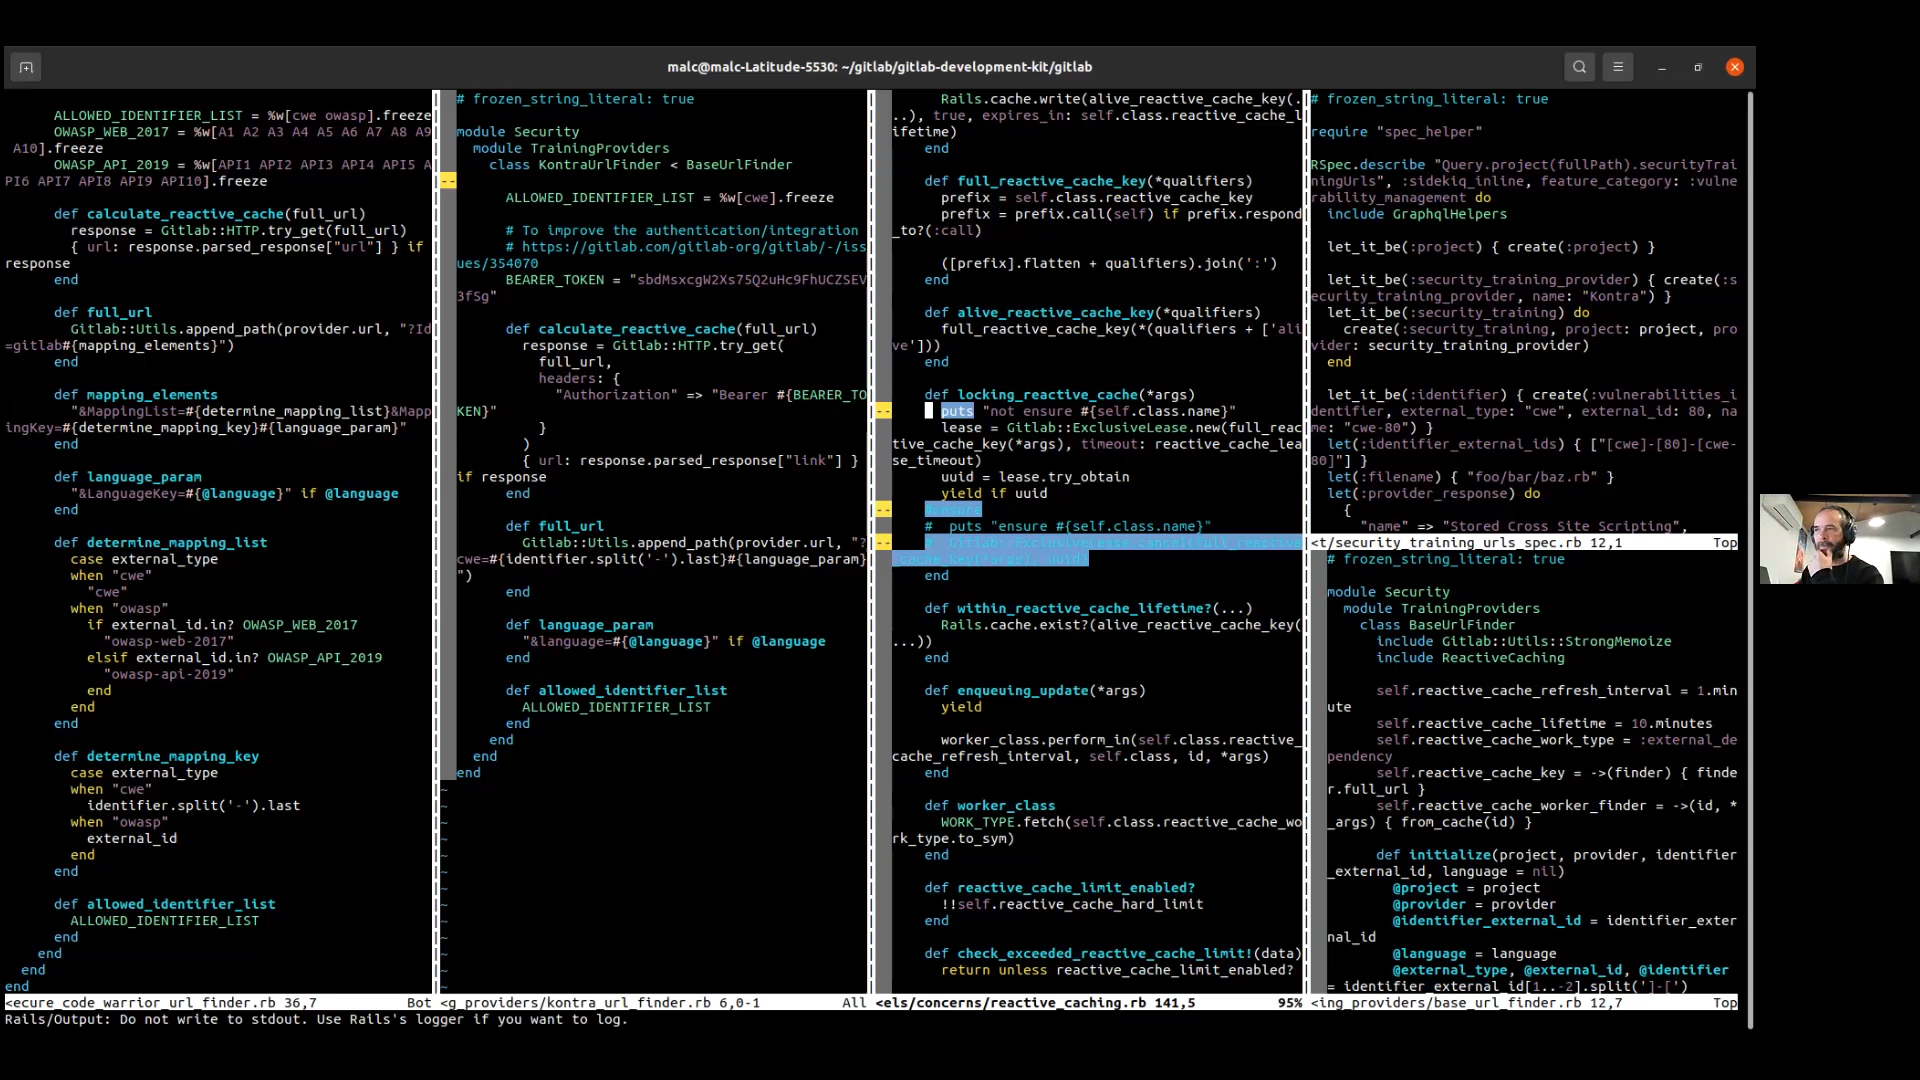 malc@malc-Latitude-5530: ~/gitlab/gitlab-development-kit/gitlab
ALLOWED_IDENTIFIER_LIST = %w[cwe owasp].freeze
OWASP_WEB_2017 = %w[A1 A2 A3 A4 A5 A6 A7 A8 A9
A10].freeze
OWASP_API_2019 = %w[API1 API2 API3 API4 API5 A
PI6 API7 API8 API9 API10].freeze
def calculate_reactive_cache(full_url)
response = Gitlab::HTTP.try_get(full_url)
{ url: response.parsed_response["url"] } if
response
end
def full_url
Gitlab::Utils.append_path(provider.url, "?Id
=gitlab#{mapping_elements}")
end
def mapping_elements
"&MappingList=#{determine_mapping_list}&Mapp
ingKey=#{determine_mapping_key}#{language_param}"
end
def language_param
"&LanguageKey=#{@language}" if @language
end
def determine_mapping_list
case external_type
when "cwe"
"cwe"
when "owasp"
if external_id.in? OWASP_WEB_2017
"owasp-web-2017"
elsif external_id.in? OWASP_API_2019
"owasp-api-2019"
end
end
end
def determine_mapping_key
case external_type
when "cwe"
identifier.split('-').last
when "owasp"
external_id
end
end
def allowed_identifier_list
ALLOWED_IDENTIFIER_LIST
end
end
end
end
<ecure_code_warrior_url_finder.rb 36,7 Bot
# frozen_string_literal: true
module Security
module TrainingProviders
class KontraUrlFinder < BaseUrlFinder
--
ALLOWED_IDENTIFIER_LIST = %w[cwe].freeze
# To improve the authentication/integration
# https://gitlab.com/gitlab-org/gitlab/-/iss
ues/354070
BEARER_TOKEN = "sbdMsxcgW2Xs75Q2uHc9FhUCZSEV
3fSg"
def calculate_reactive_cache(full_url)
response = Gitlab::HTTP.try_get(
full_url,
headers: {
"Authorization" => "Bearer #{BEARER_TO
KEN}"
}
)
{ url: response.parsed_response["link"] }
if response
end
def full_url
Gitlab::Utils.append_path(provider.url, "?
cwe=#{identifier.split('-').last}#{language_param}
")
end
def language_param
"&language=#{@language}" if @language
end
def allowed_identifier_list
ALLOWED_IDENTIFIER_LIST
end
end
end
end
<g_providers/kontra_url_finder.rb 6,0-1 All
Rails.cache.write(alive_reactive_cache_key(.
..), true, expires_in: self.class.reactive_cache_l
ifetime)
end
def full_reactive_cache_key(*qualifiers)
prefix = self.class.reactive_cache_key
prefix = prefix.call(self) if prefix.respond
_to?(:call)
([prefix].flatten + qualifiers).join(':')
end
def alive_reactive_cache_key(*qualifiers)
full_reactive_cache_key(*(qualifiers + ['ali
ve']))
end
def locking_reactive_cache(*args)
-- puts "not ensure #{self.class.name}"
lease = Gitlab::ExclusiveLease.new(full_reac
tive_cache_key(*args), timeout: reactive_cache_lea
se_timeout)
uuid = lease.try_obtain
yield if uuid
-- #ensure
# puts "ensure #{self.class.name}"
-- # Gitlab::ExclusiveLease.cancel(full_reactive
_cache_key(*args), uuid)
end
def within_reactive_cache_lifetime?(...)
Rails.cache.exist?(alive_reactive_cache_key(
...))
end
def enqueuing_update(*args)
yield
worker_class.perform_in(self.class.reactive_
cache_refresh_interval, self.class, id, *args)
end
def worker_class
WORK_TYPE.fetch(self.class.reactive_cache_wo
rk_type.to_sym)
end
def reactive_cache_limit_enabled?
!!self.reactive_cache_hard_limit
end
def check_exceeded_reactive_cache_limit!(data)
return unless reactive_cache_limit_enabled?
<els/concerns/reactive_caching.rb 141,5 95%
# frozen_string_literal: true
require "spec_helper"
RSpec.describe "Query.project(fullPath).securityTrai
ningUrls", :sidekiq_inline, feature_category: :vulne
rability_management do
include GraphqlHelpers
let_it_be(:project) { create(:project) }
let_it_be(:security_training_provider) { create(:s
ecurity_training_provider, name: "Kontra") }
let_it_be(:security_training) do
create(:security_training, project: project, pro
vider: security_training_provider)
end
let_it_be(:identifier) { create(:vulnerabilities_i
dentifier, external_type: "cwe", external_id: 80, na
me: "cwe-80") }
let(:identifier_external_ids) { ["[cwe]-[80]-[cwe-
80]"] }
let(:filename) { "foo/bar/baz.rb" }
let(:provider_response) do
{
"name" => "Stored Cross Site Scripting",
<t/security_training_urls_spec.rb 12,1 Top
# frozen_string_literal: true
module Security
module TrainingProviders
class BaseUrlFinder
include Gitlab::Utils::StrongMemoize
include ReactiveCaching
self.reactive_cache_refresh_interval = 1.min
ute
self.reactive_cache_lifetime = 10.minutes
self.reactive_cache_work_type = :external_de
pendency
self.reactive_cache_key = ->(finder) { finde
r.full_url }
self.reactive_cache_worker_finder = ->(id, *
_args) { from_cache(id) }
def initialize(project, provider, identifier
_external_id, language = nil)
@project = project
@provider = provider
@identifier_external_id = identifier_exter
nal_id
@language = language
@external_type, @external_id, @identifier
= identifier_external_id[1..-2].split(']-[')
<ing_providers/base_url_finder.rb 12,7 Top
Rails/Output: Do not write to stdout. Use Rails's logger if you want to log.